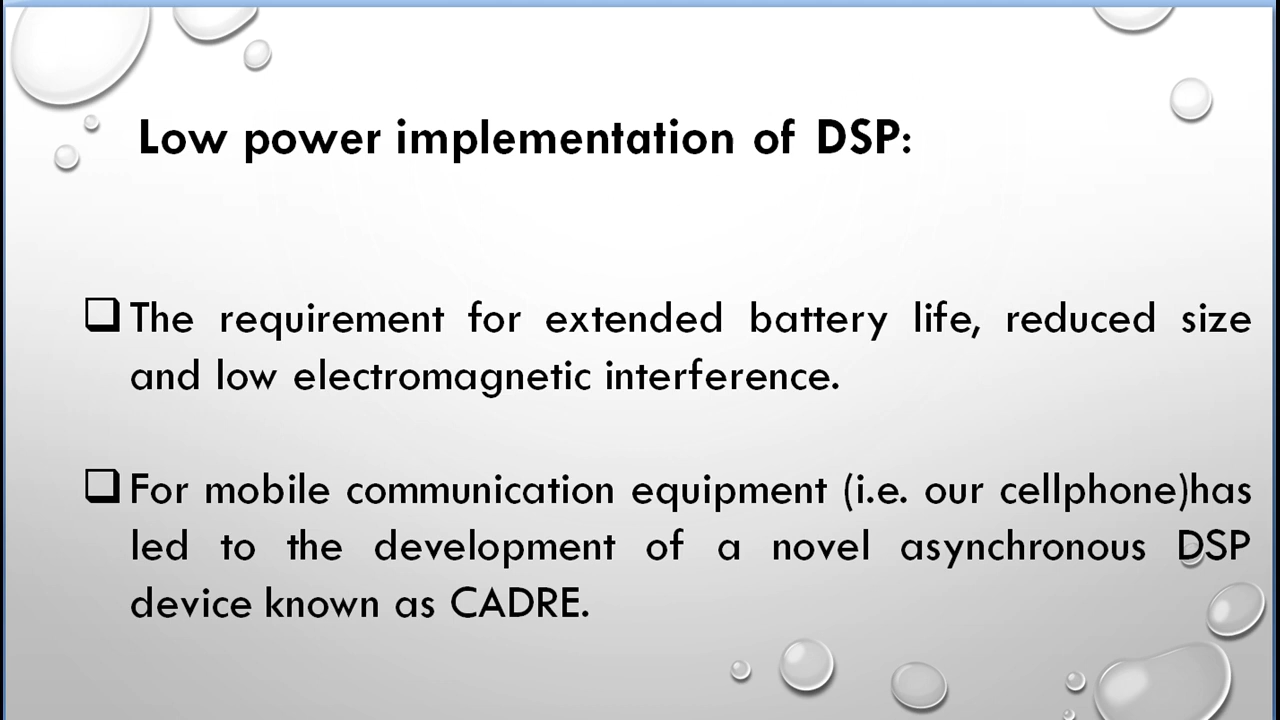 Low power implementation of DSP:
The requirement for extended battery life, reduced size
and low electromagnetic interference.
For mobile communication equipment (i.e. our cellphone)has
led to the development of a novel asynchronous DSP
device known as CADRE.